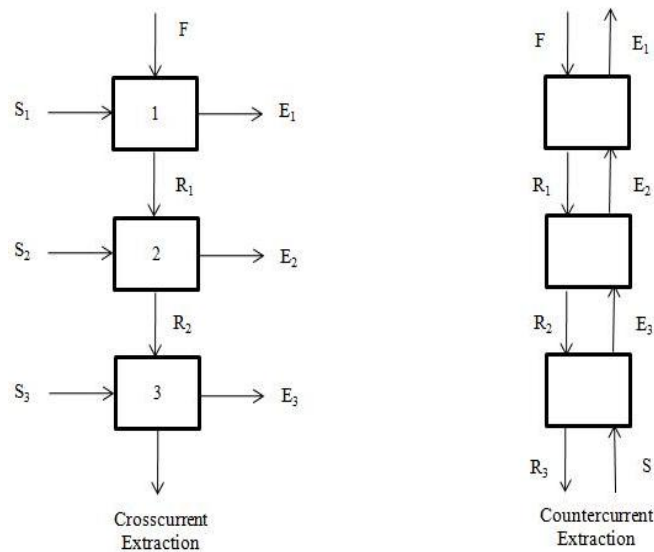 F
S₁
1
E₁
R₁
S₂
2
E₂
R₂
S₃
3
E₃
Crosscurrent
Extraction
F
E₁
R₁
E₂
R₂
E₃
R₃
S
Countercurrent
Extraction